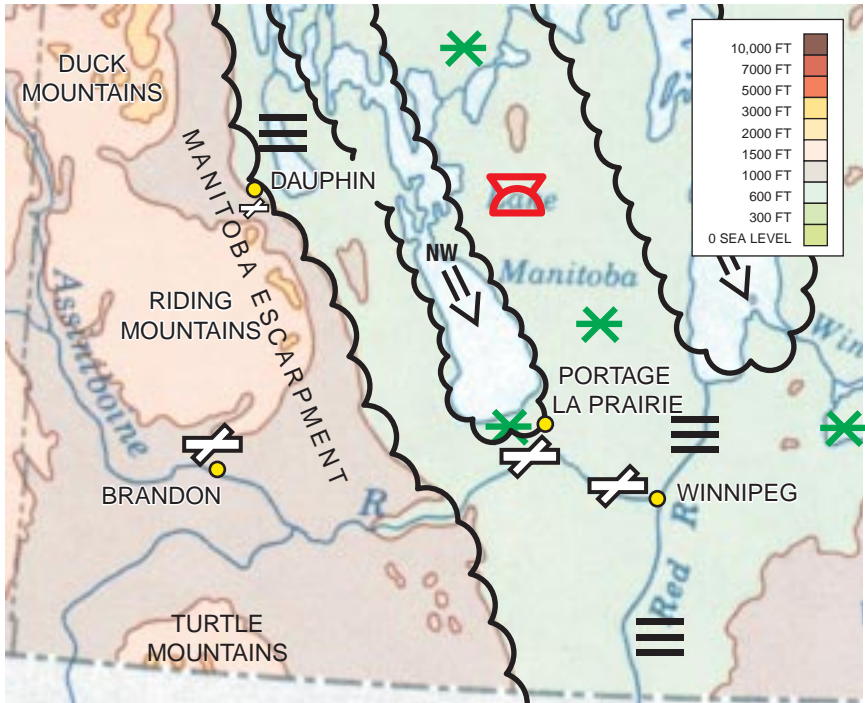 DUCK
MOUNTAINS
10,000 FT
7000 FT
5000 FT
3000 FT
2000 FT
1500 FT
1000 FT
600 FT
300 FT
0 SEA LEVEL
MANITOBA ESCARPMENT
DAUPHIN
Lake
Manitoba
NW
RIDING
MOUNTAINS
Assiniboine
R
Win
PORTAGE
LA PRAIRIE
BRANDON
WINNIPEG
Red R
TURTLE
MOUNTAINS